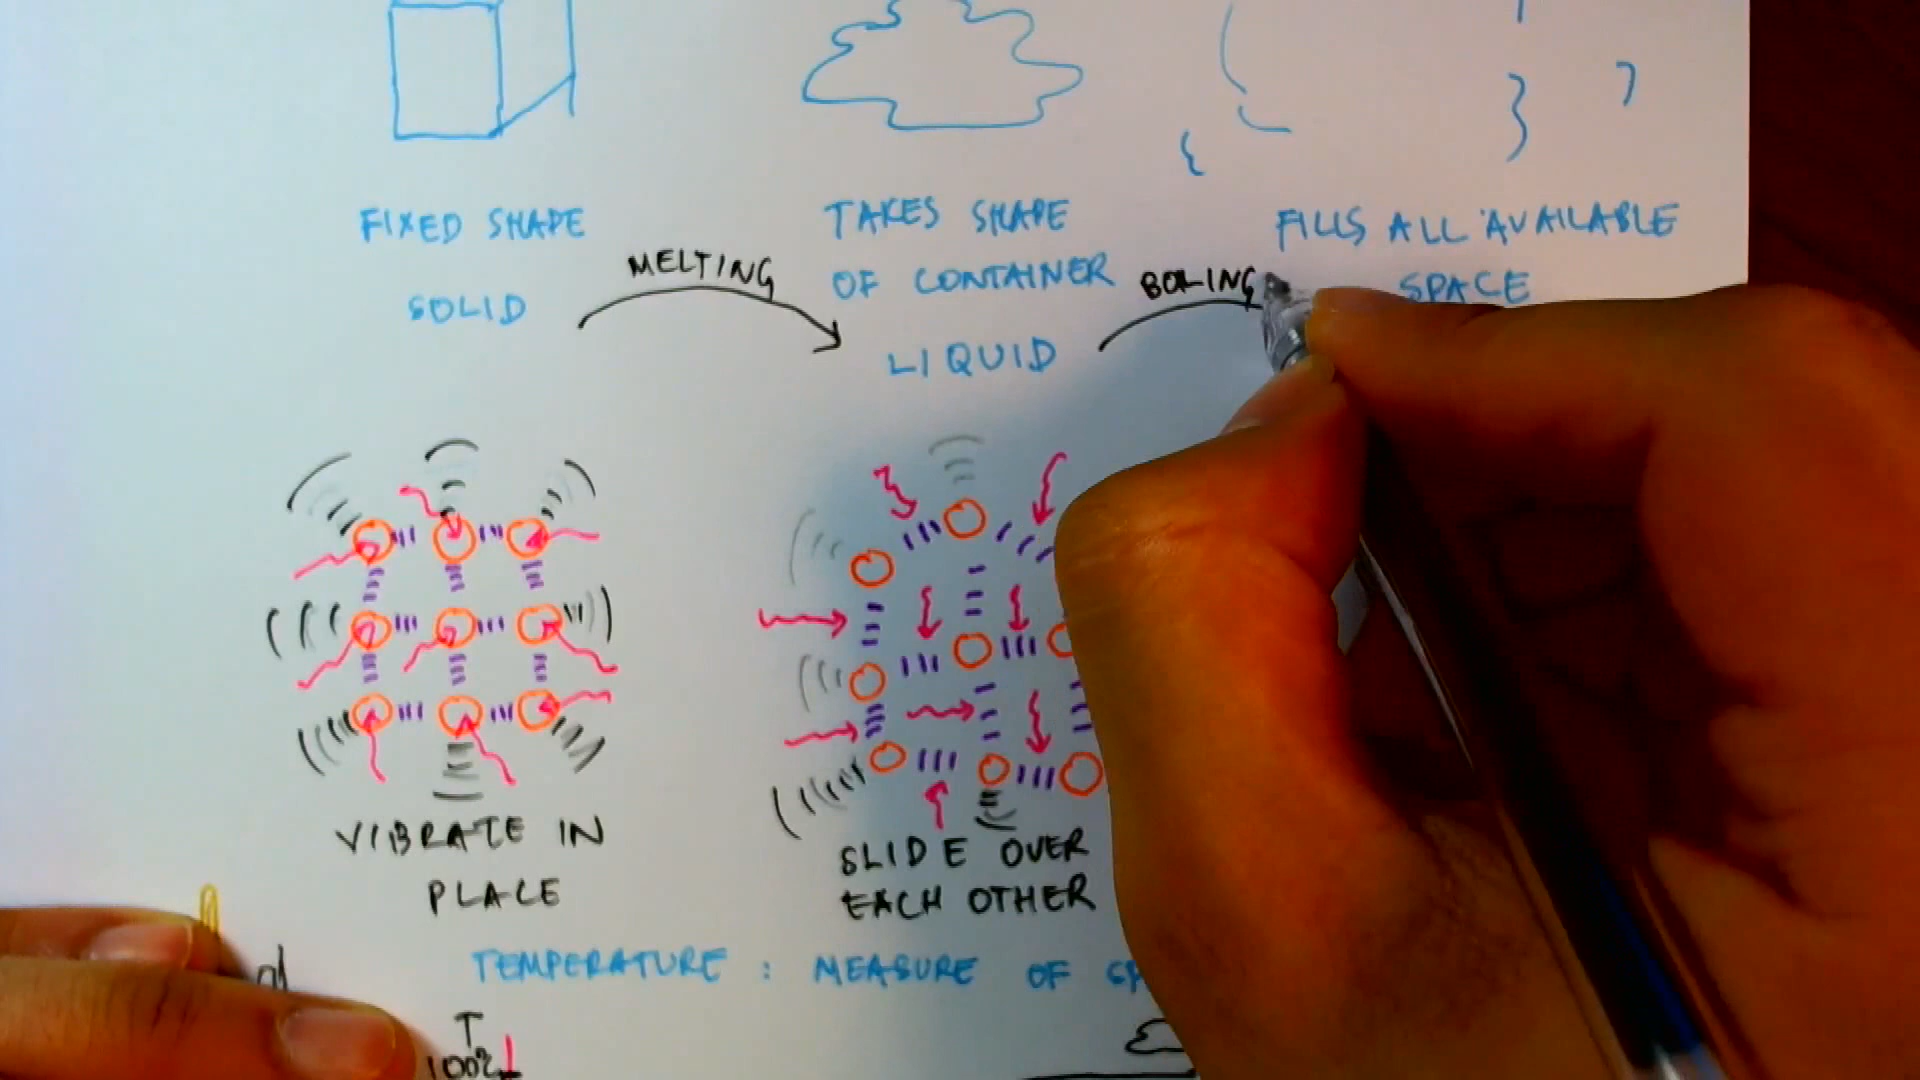 FIXED SHAPE
SOLID
MELTING
TAKES SHAPE
OF CONTAINER
LIQUID
BOILING
FILLS ALL AVAILABLE
SPACE
VIBRATE IN
PLACE
SLIDE OVER
EACH OTHER
TEMPERATURE : MEASURE OF
T